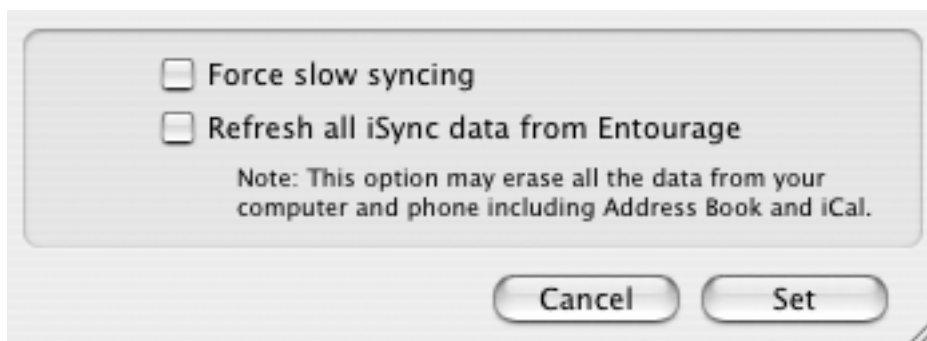 Force slow syncing
Refresh all iSync data from Entourage
Note: This option may erase all the data from your
computer and phone including Address Book and iCal.
Cancel Set